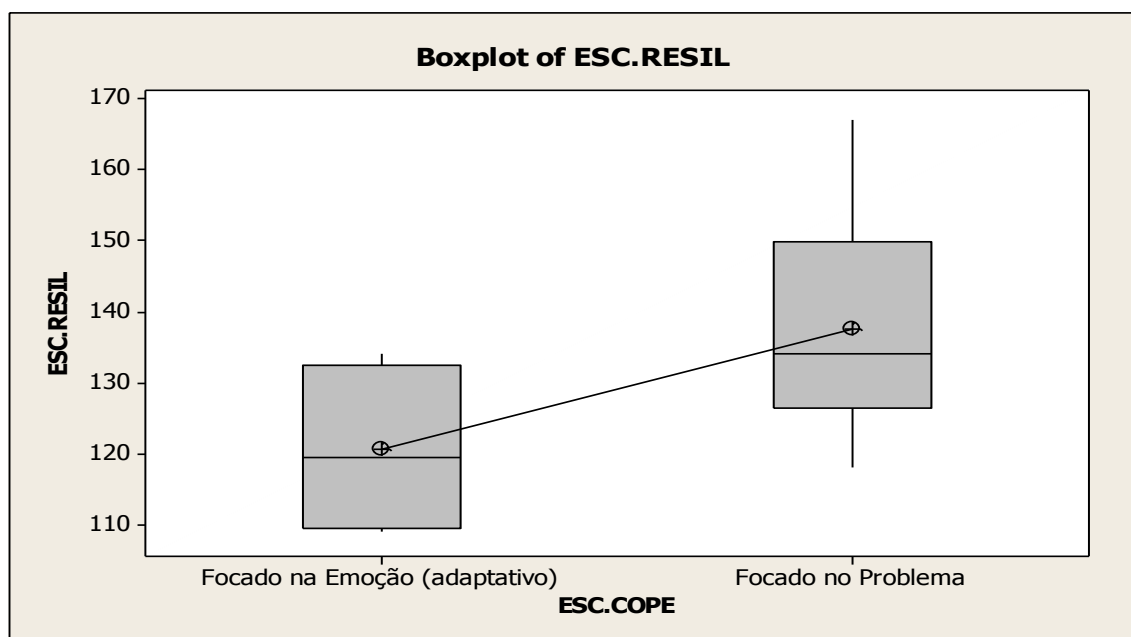 Boxplot of ESC.RESIL
170
160
150
140
130
120
110
ESC.RESIL
Focado na Emoção (adaptativo)
Focado no Problema
ESC.COPE